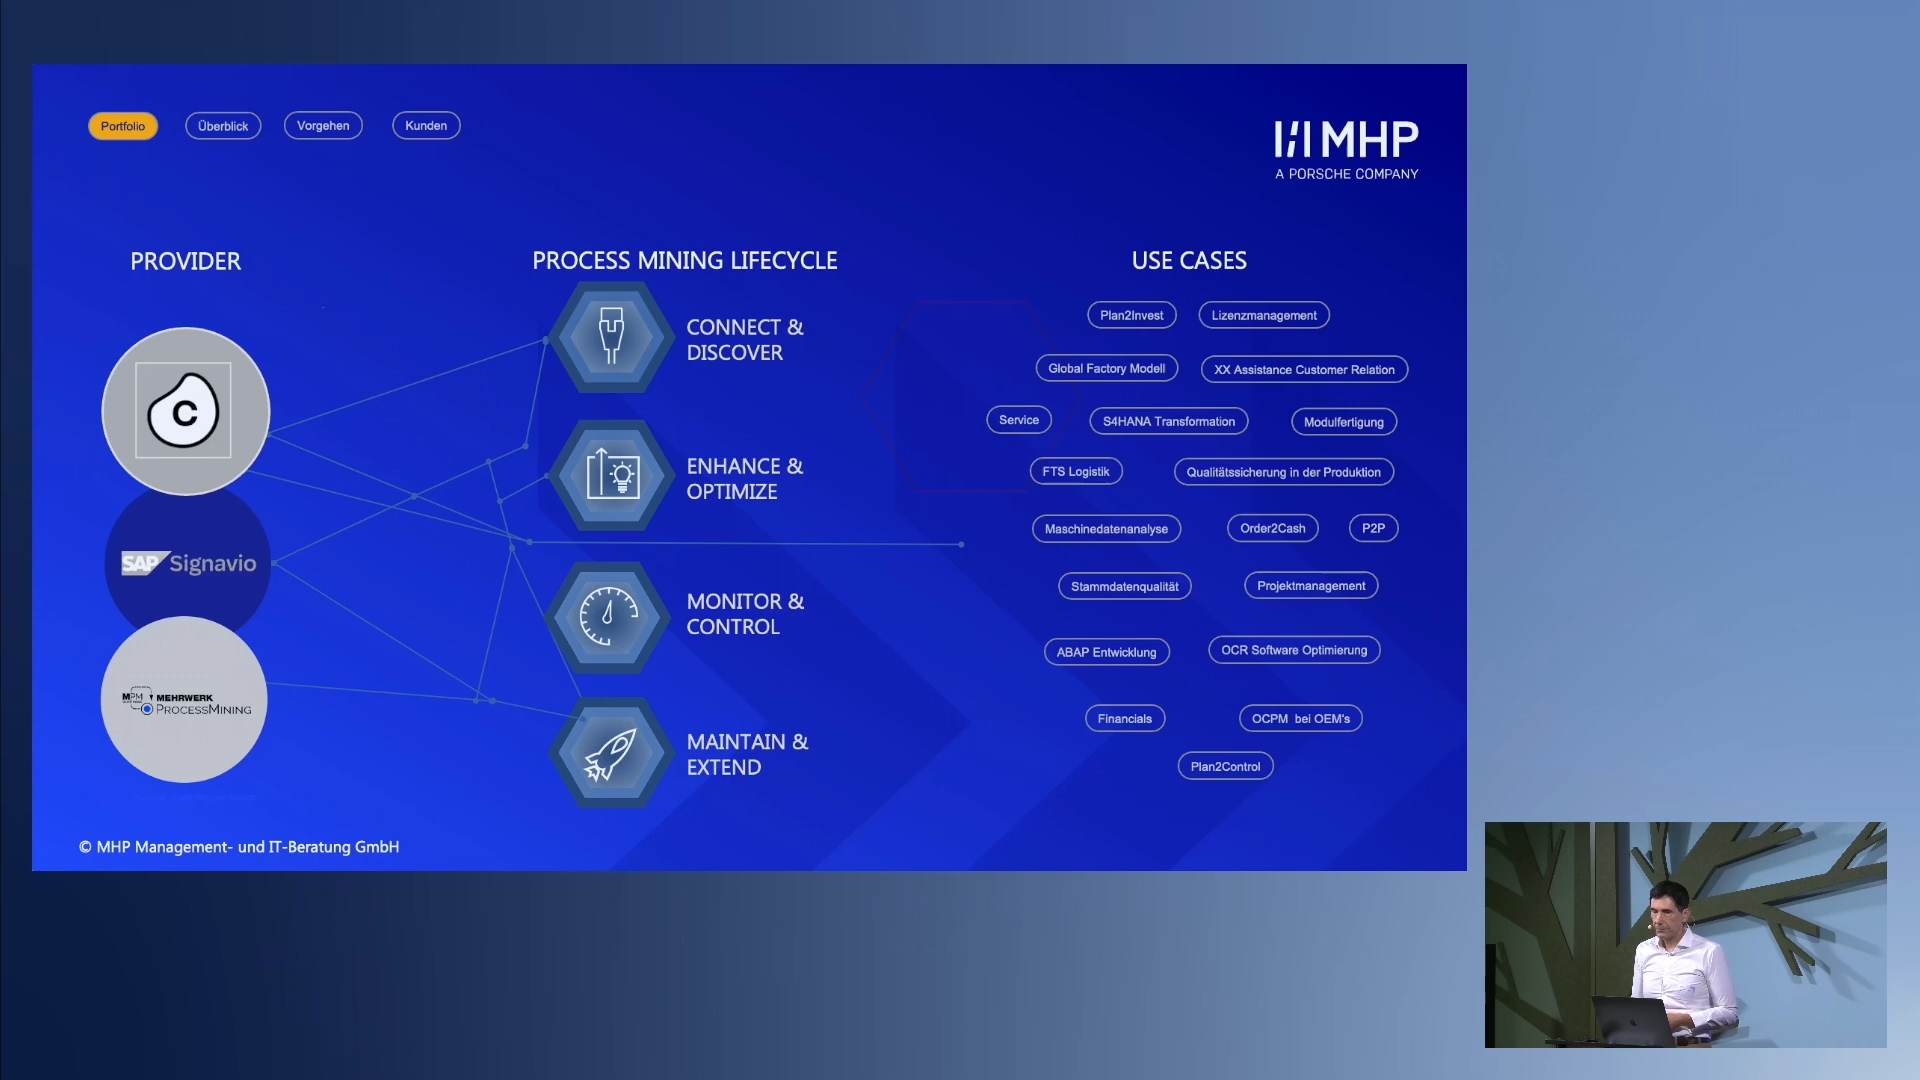 Portfolio
Überblick
Vorgehen
Kunden
MHP
A PORSCHE COMPANY
PROVIDER
C
SAP Signavio
MPM
MEHRWERK
PROCESSMINING
PROCESS MINING LIFECYCLE
CONNECT &
DISCOVER
ENHANCE &
OPTIMIZE
MONITOR &
CONTROL
MAINTAIN &
EXTEND
USE CASES
Plan2Invest
Lizenzmanagement
Global Factory Modell
XX Assistance Customer Relation
Service
S4HANA Transformation
Modulfertigung
FTS Logistik
Qualitätssicherung in der Produktion
Maschinedatenanalyse
Order2Cash
P2P
Stammdatenqualität
Projektmanagement
ABAP Entwicklung
OCR Software Optimierung
Financials
OCPM bei OEM's
Plan2Control
© MHP Management- und IT-Beratung GmbH